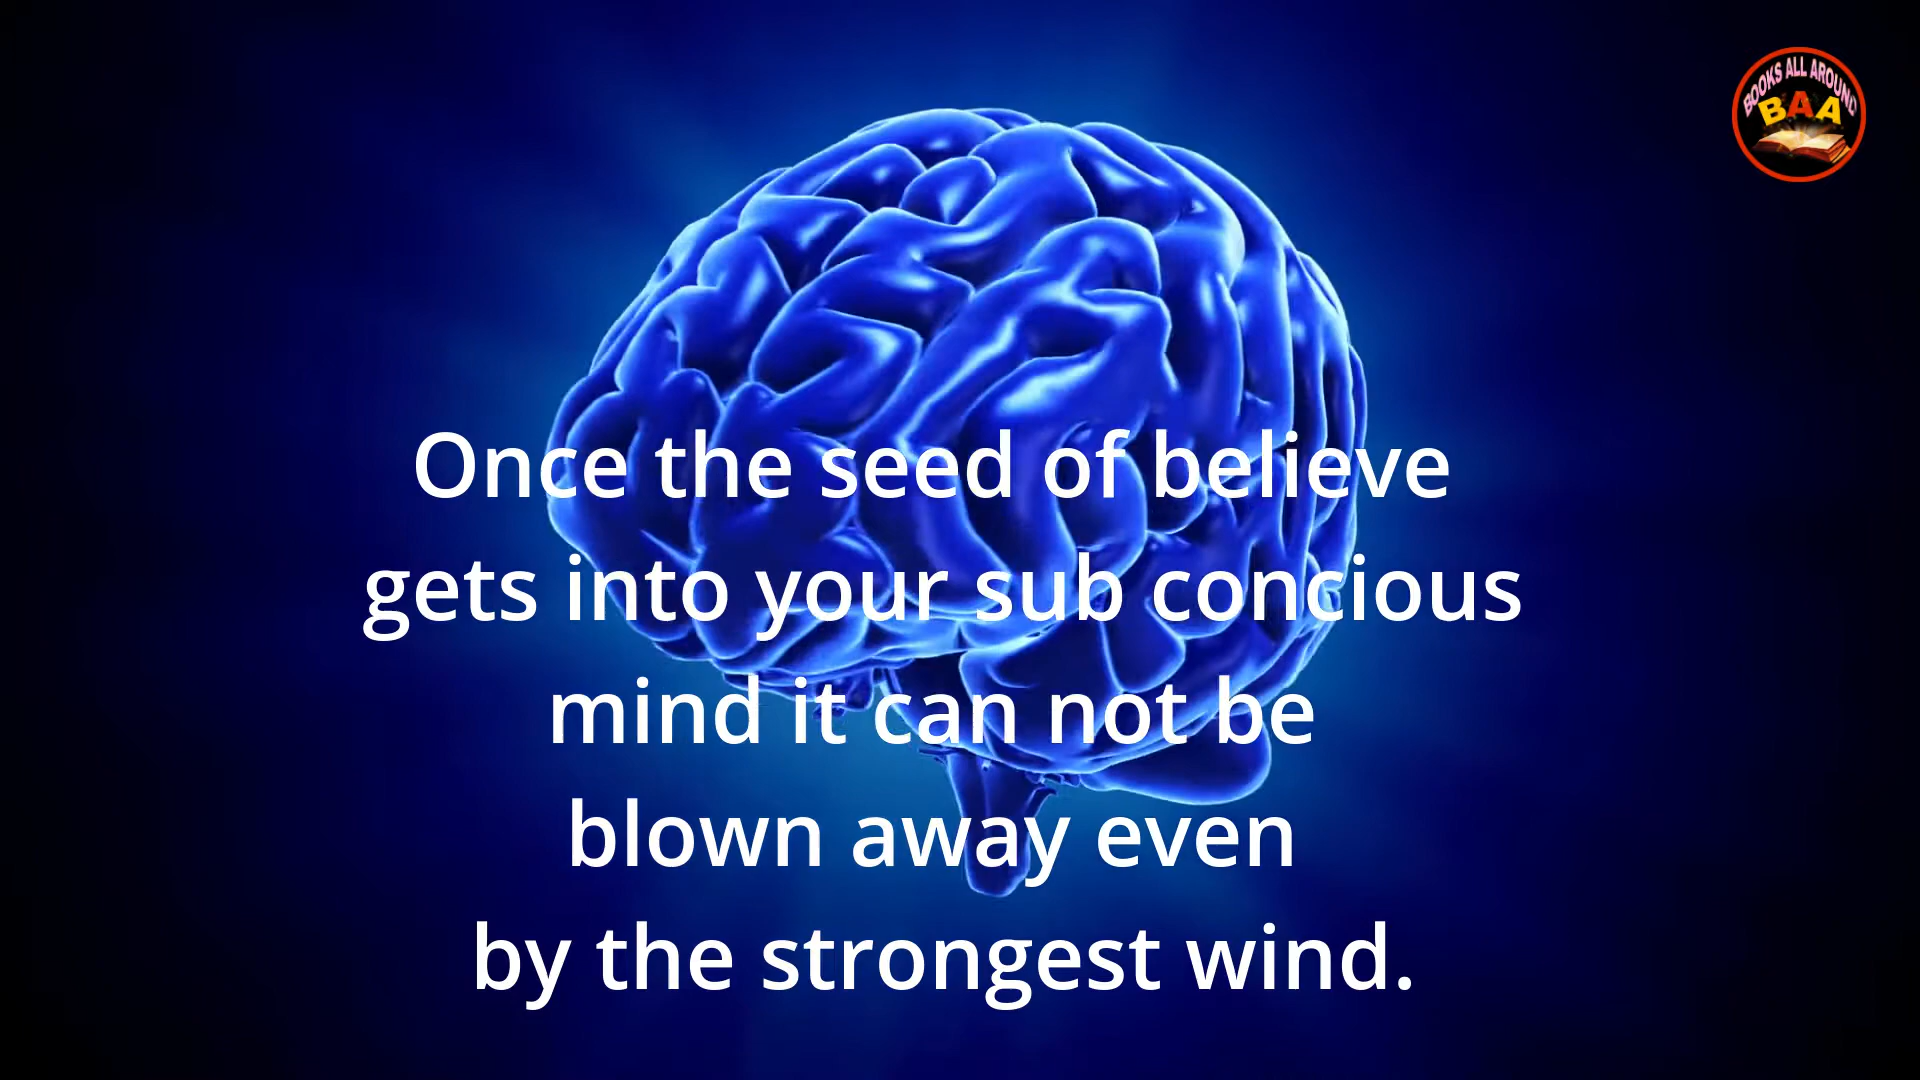 BOOKS ALL AROUND
BAA
Once the seed of believe
gets into your sub concious
mind it can not be
blown away even
by the strongest wind.